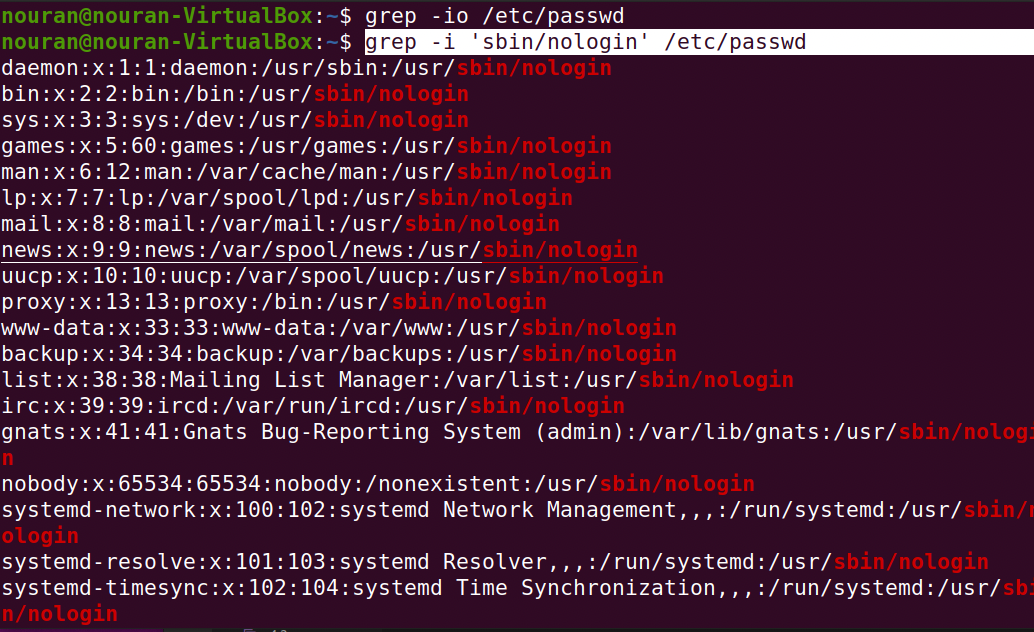 nouran@nouran-VirtualBox:~$ grep -io /etc/passwd
nouran@nouran-VirtualBox:~$ grep -i 'sbin/nologin' /etc/passwd
daemon:x:1:1:daemon:/usr/sbin:/usr/sbin/nologin
bin:x:2:2:bin:/bin:/usr/sbin/nologin
sys:x:3:3:sys:/dev:/usr/sbin/nologin
games:x:5:60:games:/usr/games:/usr/sbin/nologin
man:x:6:12:man:/var/cache/man:/usr/sbin/nologin
lp:x:7:7:lp:/var/spool/lpd:/usr/sbin/nologin
mail:x:8:8:mail:/var/mail:/usr/sbin/nologin
news:x:9:9:news:/var/spool/news:/usr/sbin/nologin
uucp:x:10:10:uucp:/var/spool/uucp:/usr/sbin/nologin
proxy:x:13:13:proxy:/bin:/usr/sbin/nologin
www-data:x:33:33:www-data:/var/www:/usr/sbin/nologin
backup:x:34:34:backup:/var/backups:/usr/sbin/nologin
list:x:38:38:Mailing List Manager:/var/list:/usr/sbin/nologin
irc:x:39:39:ircd:/var/run/ircd:/usr/sbin/nologin
gnats:x:41:41:Gnats Bug-Reporting System (admin):/var/lib/gnats:/usr/sbin/nologi
n
nobody:x:65534:65534:nobody:/nonexistent:/usr/sbin/nologin
systemd-network:x:100:102:systemd Network Management,,,:/run/systemd:/usr/sbin/n
ologin
systemd-resolve:x:101:103:systemd Resolver,,,:/run/systemd:/usr/sbin/nologin
systemd-timesync:x:102:104:systemd Time Synchronization,,,:/run/systemd:/usr/sbi
n/nologin